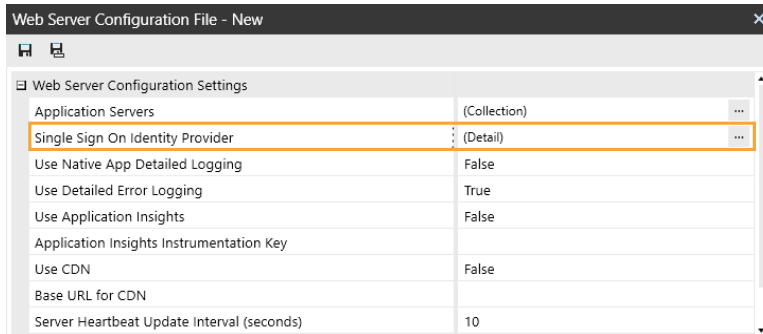 Web Server Configuration File - New
Web Server Configuration Settings
Application Servers (Collection) ...
Single Sign On Identity Provider (Detail) ...
Use Native App Detailed Logging False
Use Detailed Error Logging True
Use Application Insights False
Application Insights Instrumentation Key
Use CDN False
Base URL for CDN
Server Heartbeat Update Interval (seconds) 10